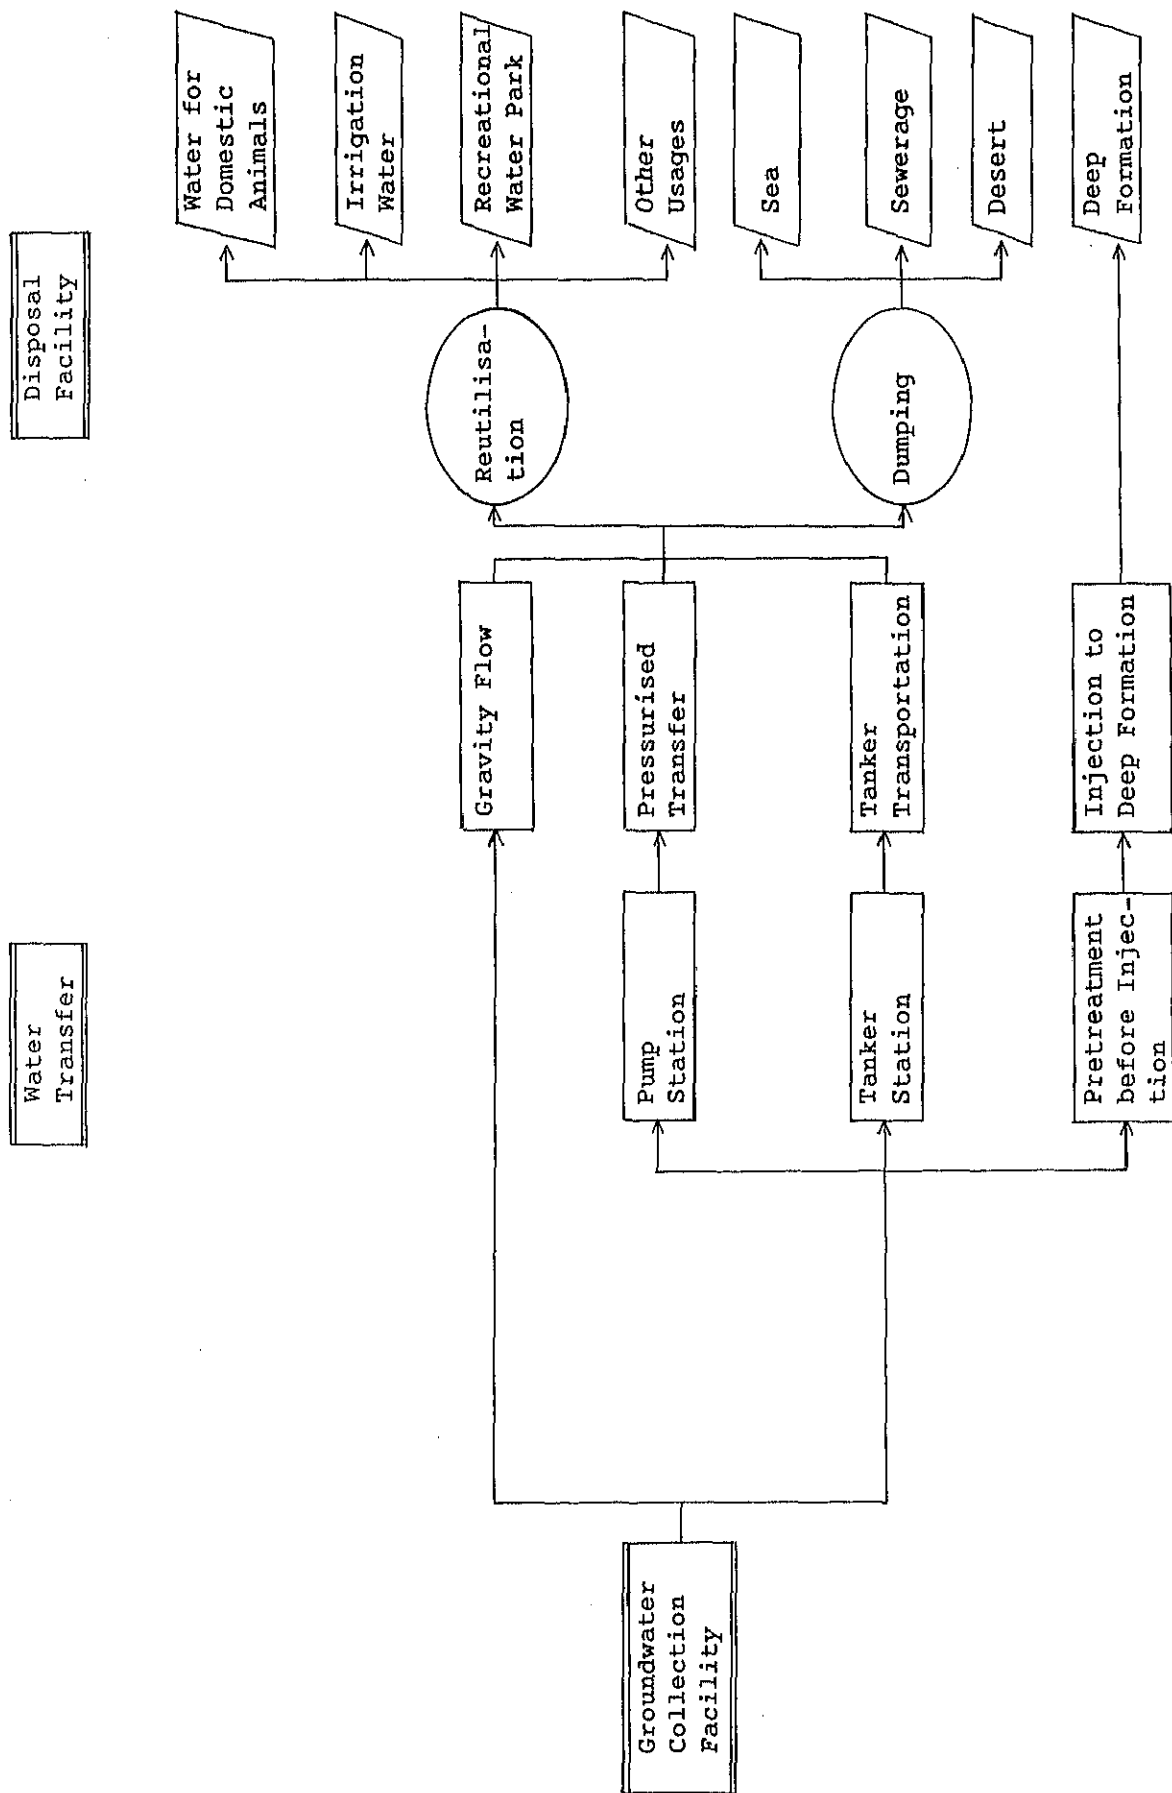 Water
Transfer
Disposal
Facility
Groundwater
Collection
Facility
Gravity Flow
Pump
Station
Pressurised
Transfer
Tanker
Station
Tanker
Transportation
Pretreatment
before Injec-
tion
Injection to
Deep Formation
Reutilisa-
tion
Dumping
Water for
Domestic
Animals
Irrigation
Water
Recreational
Water Park
Other
Usages
Sea
Sewerage
Desert
Deep
Formation